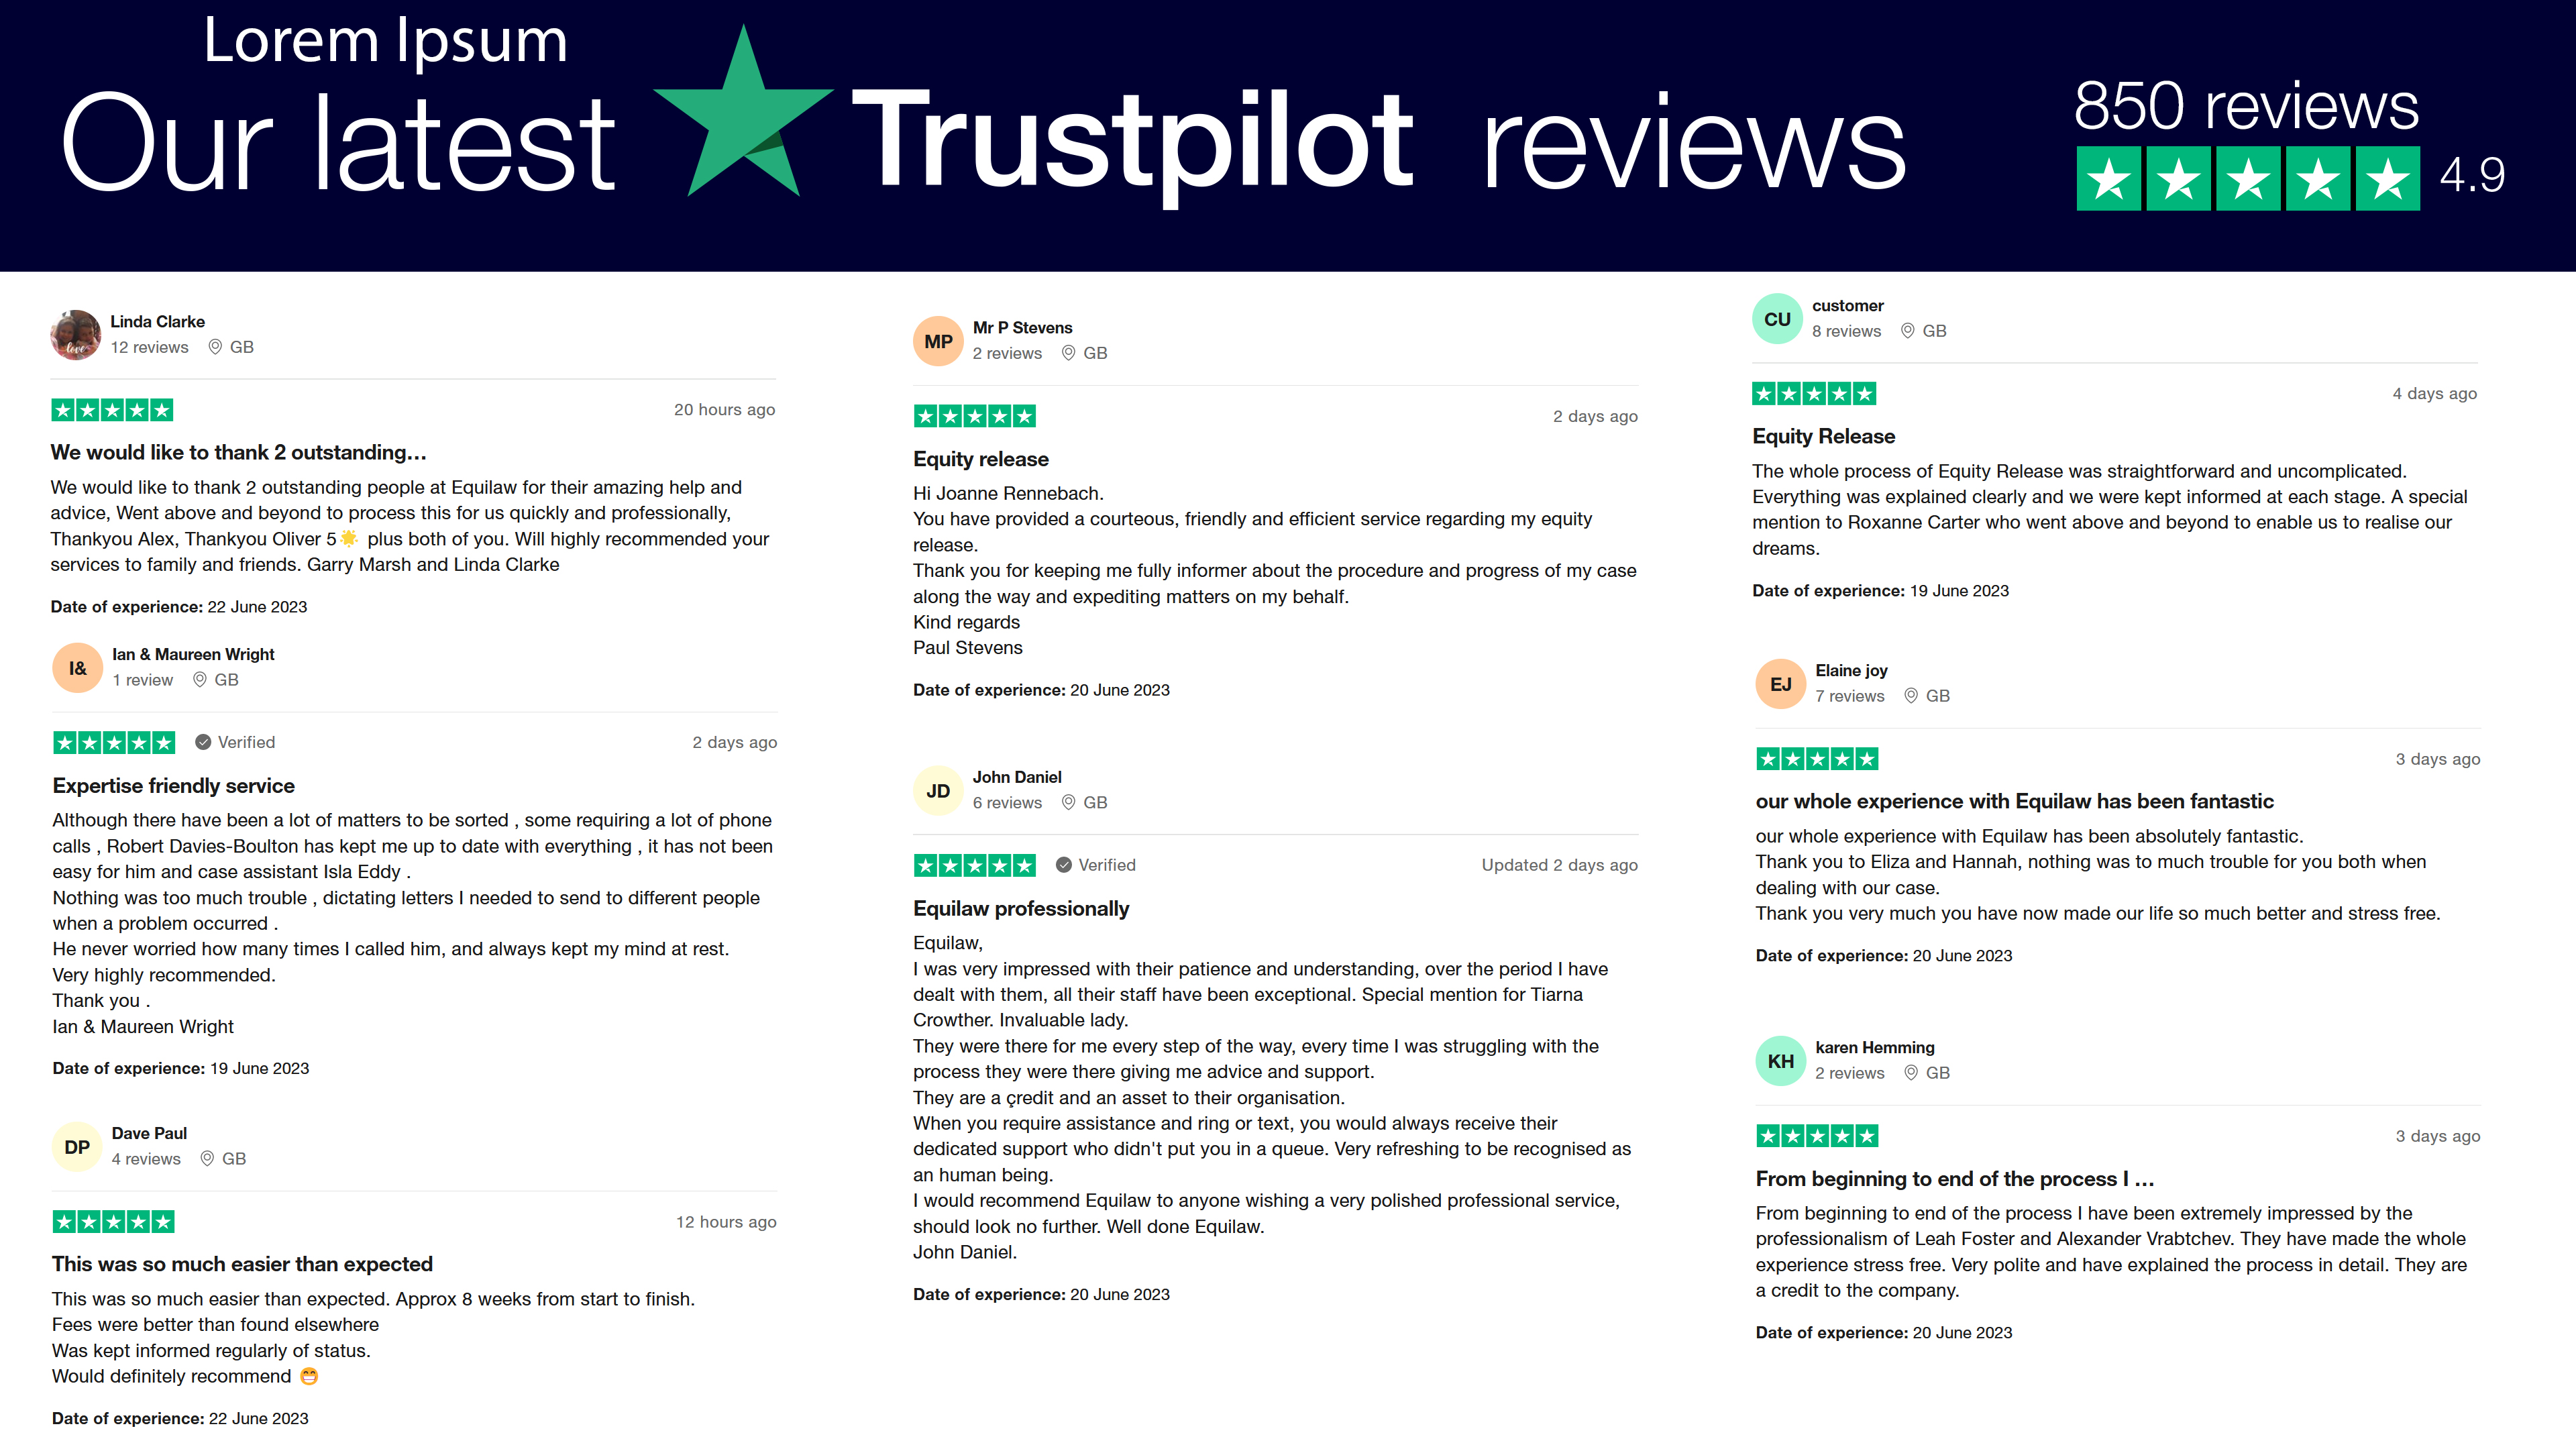 Lorem Ipsum
Our latest Trustpilot reviews
850 reviews
4.9
love
Linda Clarke
12 reviews GB
20 hours ago
We would like to thank 2 outstanding…
We would like to thank 2 outstanding people at Equilaw for their amazing help and
advice, Went above and beyond to process this for us quickly and professionally,
Thankyou Alex, Thankyou Oliver 5🌟 plus both of you. Will highly recommended your
services to family and friends. Garry Marsh and Linda Clarke
Date of experience: 22 June 2023
I&
Ian & Maureen Wright
1 review GB
Verified 2 days ago
Expertise friendly service
Although there have been a lot of matters to be sorted , some requiring a lot of phone
calls , Robert Davies-Boulton has kept me up to date with everything , it has not been
easy for him and case assistant Isla Eddy .
Nothing was too much trouble , dictating letters I needed to send to different people
when a problem occurred .
He never worried how many times I called him, and always kept my mind at rest.
Very highly recommended.
Thank you .
Ian & Maureen Wright
Date of experience: 19 June 2023
DP
Dave Paul
4 reviews GB
12 hours ago
This was so much easier than expected
This was so much easier than expected. Approx 8 weeks from start to finish.
Fees were better than found elsewhere
Was kept informed regularly of status.
Would definitely recommend 😁
Date of experience: 22 June 2023
MP
Mr P Stevens
2 reviews GB
2 days ago
Equity release
Hi Joanne Rennebach.
You have provided a courteous, friendly and efficient service regarding my equity
release.
Thank you for keeping me fully informer about the procedure and progress of my case
along the way and expediting matters on my behalf.
Kind regards
Paul Stevens
Date of experience: 20 June 2023
JD
John Daniel
6 reviews GB
Verified Updated 2 days ago
Equilaw professionally
Equilaw,
I was very impressed with their patience and understanding, over the period I have
dealt with them, all their staff have been exceptional. Special mention for Tiarna
Crowther. Invaluable lady.
They were there for me every step of the way, every time I was struggling with the
process they were there giving me advice and support.
They are a çredit and an asset to their organisation.
When you require assistance and ring or text, you would always receive their
dedicated support who didn't put you in a queue. Very refreshing to be recognised as
an human being.
I would recommend Equilaw to anyone wishing a very polished professional service,
should look no further. Well done Equilaw.
John Daniel.
Date of experience: 20 June 2023
CU
customer
8 reviews GB
4 days ago
Equity Release
The whole process of Equity Release was straightforward and uncomplicated.
Everything was explained clearly and we were kept informed at each stage. A special
mention to Roxanne Carter who went above and beyond to enable us to realise our
dreams.
Date of experience: 19 June 2023
EJ
Elaine joy
7 reviews GB
3 days ago
our whole experience with Equilaw has been fantastic
our whole experience with Equilaw has been absolutely fantastic.
Thank you to Eliza and Hannah, nothing was to much trouble for you both when
dealing with our case.
Thank you very much you have now made our life so much better and stress free.
Date of experience: 20 June 2023
KH
karen Hemming
2 reviews GB
3 days ago
From beginning to end of the process I …
From beginning to end of the process I have been extremely impressed by the
professionalism of Leah Foster and Alexander Vrabtchev. They have made the whole
experience stress free. Very polite and have explained the process in detail. They are
a credit to the company.
Date of experience: 20 June 2023